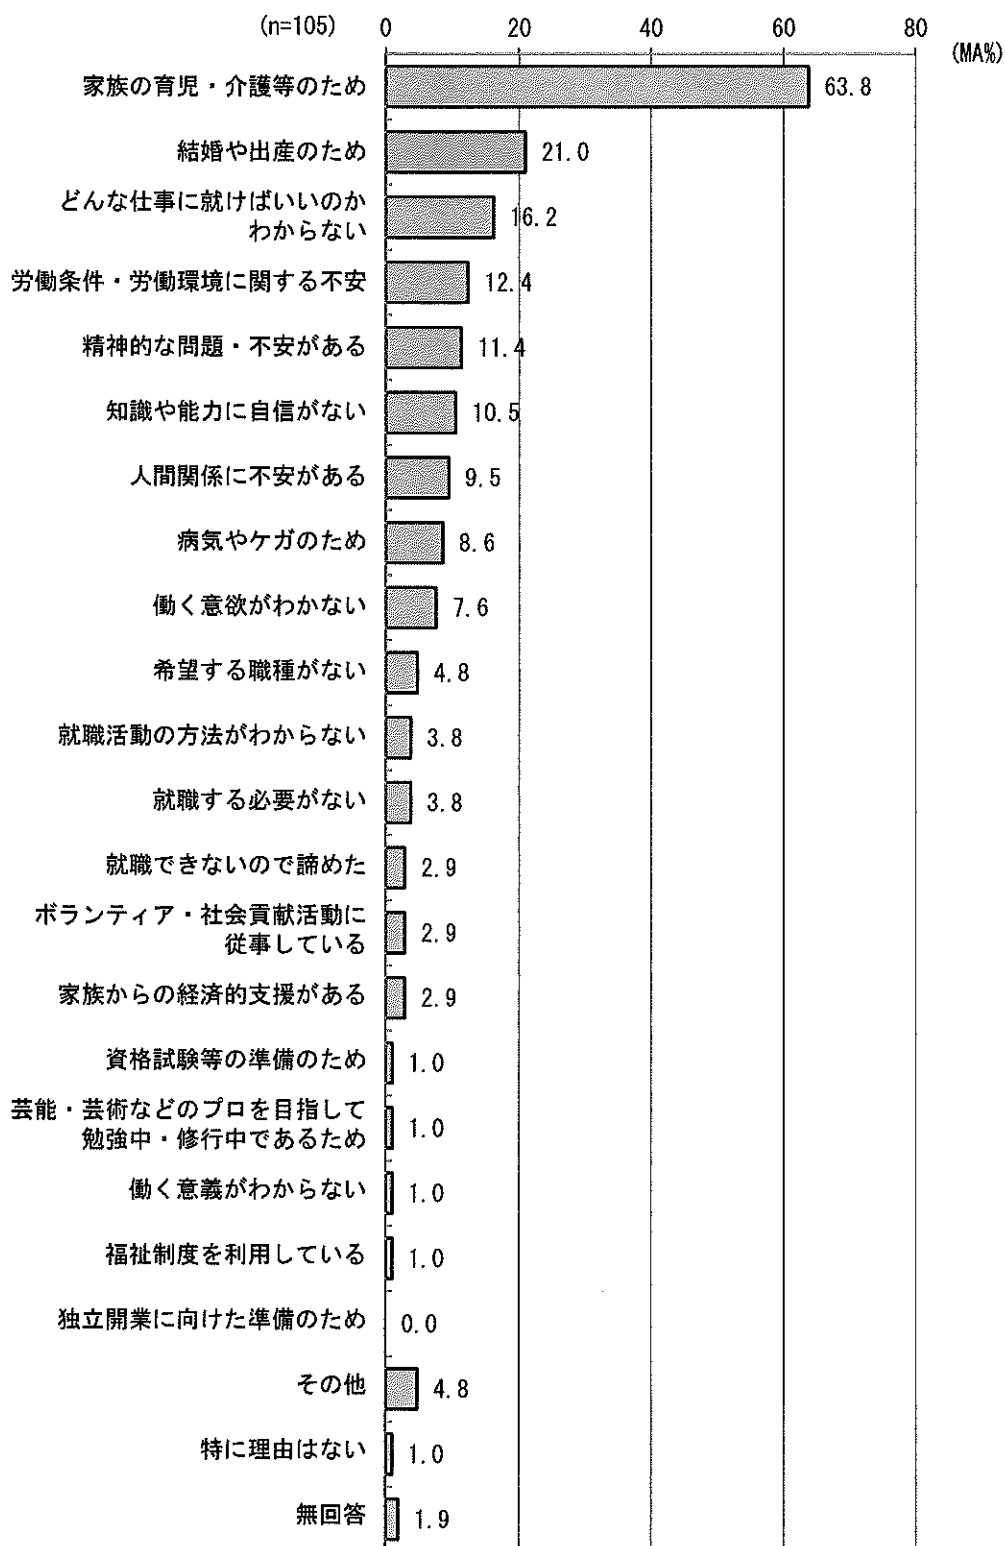 (n=105) 0 20 40 60 80
(MA%)
家族の育児・介護等のため 63.8
結婚や出産のため 21.0
どんな仕事に就けばいいのか
わからない 16.2
労働条件・労働環境に関する不安 12.4
精神的な問題・不安がある 11.4
知識や能力に自信がない 10.5
人間関係に不安がある 9.5
病気やケガのため 8.6
働く意欲がわかない 7.6
希望する職種がない 4.8
就職活動の方法がわからない 3.8
就職する必要がない 3.8
就職できないので諦めた 2.9
ボランティア・社会貢献活動に
従事している 2.9
家族からの経済的支援がある 2.9
資格試験等の準備のため 1.0
芸能・芸術などのプロを目指して
勉強中・修行中であるため 1.0
働く意義がわからない 1.0
福祉制度を利用している 1.0
独立開業に向けた準備のため 0.0
その他 4.8
特に理由はない 1.0
無回答 1.9